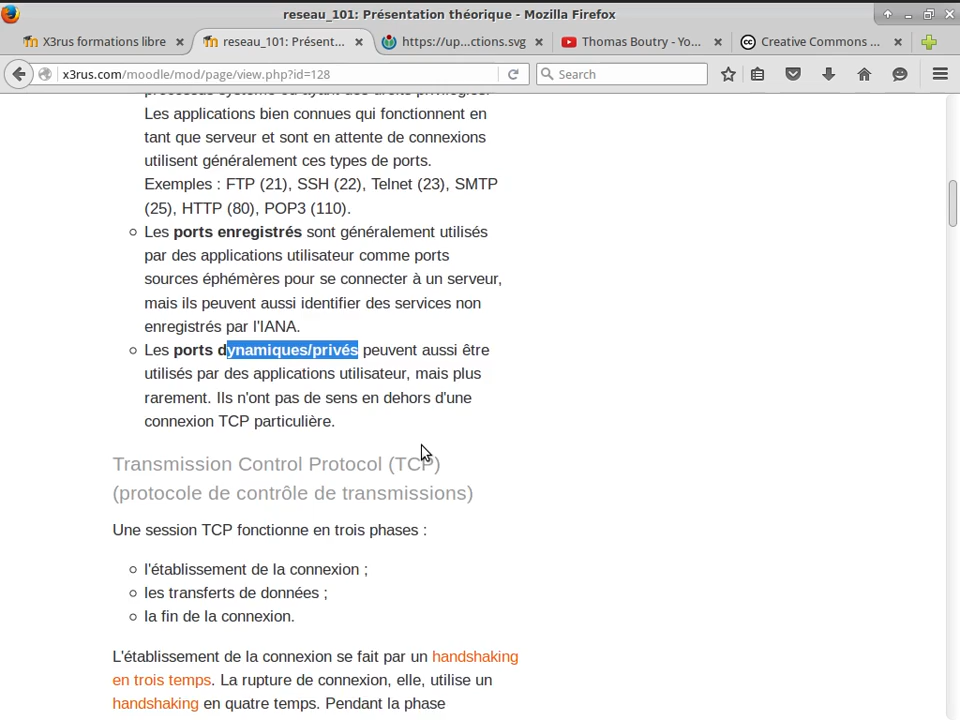 reseau_101: Présentation théorique - Mozilla Firefox
X3rus formations libre
reseau_101: Présent...
https://up...ctions.svg
Thomas Boutry - Yo...
Creative Commons ...
x3rus.com/moodle/mod/page/view.php?id=128
Search
Les applications bien connues qui fonctionnent en
tant que serveur et sont en attente de connexions
utilisent généralement ces types de ports.
Exemples : FTP (21), SSH (22), Telnet (23), SMTP
(25), HTTP (80), POP3 (110).
Les ports enregistrés sont généralement utilisés
par des applications utilisateur comme ports
sources éphémères pour se connecter à un serveur,
mais ils peuvent aussi identifier des services non
enregistrés par l'IANA.
Les ports dynamiques/privés peuvent aussi être
utilisés par des applications utilisateur, mais plus
rarement. Ils n'ont pas de sens en dehors d'une
connexion TCP particulière.
Transmission Control Protocol (TCP)
(protocole de contrôle de transmissions)
Une session TCP fonctionne en trois phases :
l'établissement de la connexion ;
les transferts de données ;
la fin de la connexion.
L'établissement de la connexion se fait par un handshaking
en trois temps. La rupture de connexion, elle, utilise un
handshaking en quatre temps. Pendant la phase